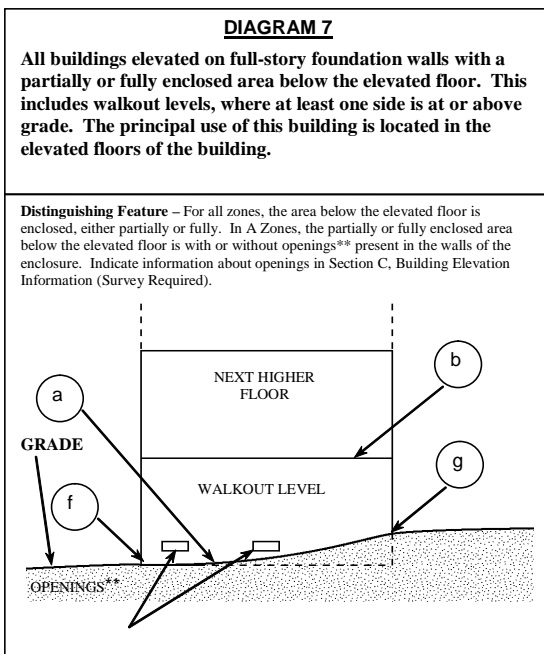 DIAGRAM 7
All buildings elevated on full-story foundation walls with a
partially or fully enclosed area below the elevated floor.  This
includes walkout levels, where at least one side is at or above
grade.  The principal use of this building is located in the
elevated floors of the building.
Distinguishing Feature – For all zones, the area below the elevated floor is
enclosed, either partially or fully.  In A Zones, the partially or fully enclosed area
below the elevated floor is with or without openings** present in the walls of the
enclosure.  Indicate information about openings in Section C, Building Elevation
Information (Survey Required).
NEXT HIGHER
FLOOR
b
a
GRADE
g
WALKOUT LEVEL
f
OPENINGS**